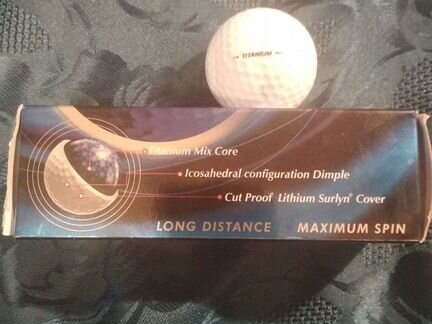 TITANIUM
Titanium Mix Core
Icosahedral configuration Dimple
Cut Proof Lithium Surlyn® Cover
LONG DISTANCE MAXIMUM SPIN